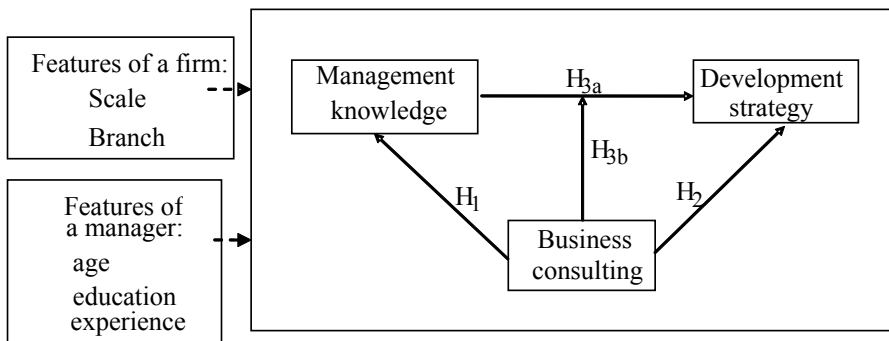 Features of a firm:
Scale
Branch
Features of
a manager:
age
education
experience
Management
knowledge
H3a
Development
strategy
H3b
H1
H2
Business
consulting